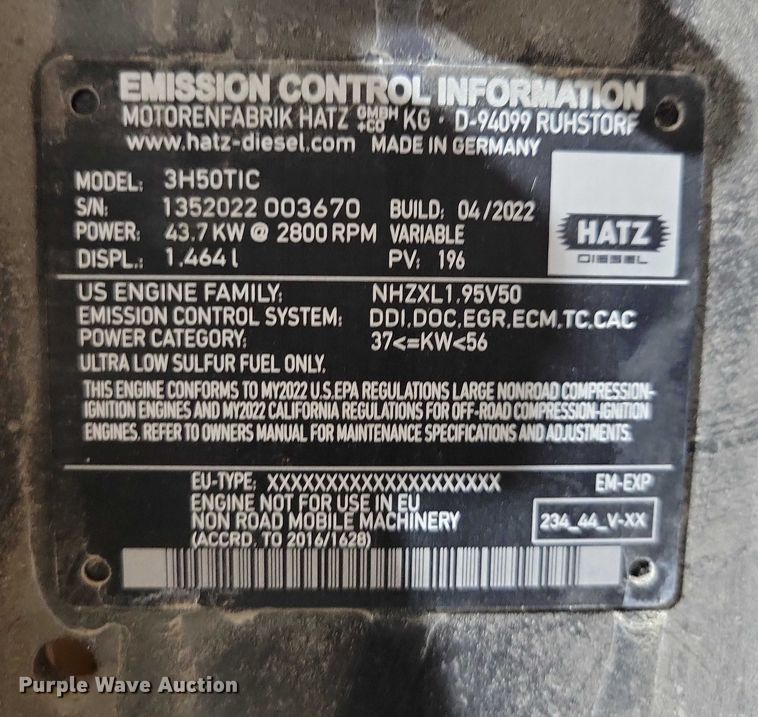 EMISSION CONTROL INFORMATION
MOTORENFABRIK HATZ GMBH +CO KG · D-94099 RUHSTORF
www.hatz-diesel.com MADE IN GERMANY
MODEL: 3H50TIC
S/N: 1352022 003670 BUILD: 04/2022
POWER: 43.7 KW @ 2800 RPM VARIABLE
DISPL.: 1.464 l PV: 196
HATZ
DIESEL
US ENGINE FAMILY: NHZXL1.95V50
EMISSION CONTROL SYSTEM: DDI,DOC,EGR,ECM,TC,CAC
POWER CATEGORY: 37<=KW<56
ULTRA LOW SULFUR FUEL ONLY.
THIS ENGINE CONFORMS TO MY2022 U.S.EPA REGULATIONS LARGE NONROAD COMPRESSION-
IGNITION ENGINES AND MY2022 CALIFORNIA REGULATIONS FOR OFF-ROAD COMPRESSION-IGNITION
ENGINES. REFER TO OWNERS MANUAL FOR MAINTENANCE SPECIFICATIONS AND ADJUSTMENTS.
EU-TYPE: XXXXXXXXXXXXXXXXXXXXX EM-EXP
ENGINE NOT FOR USE IN EU
NON ROAD MOBILE MACHINERY
(ACCRD. TO 2016/1628)
234_44_V-XX
Purple Wave Auction